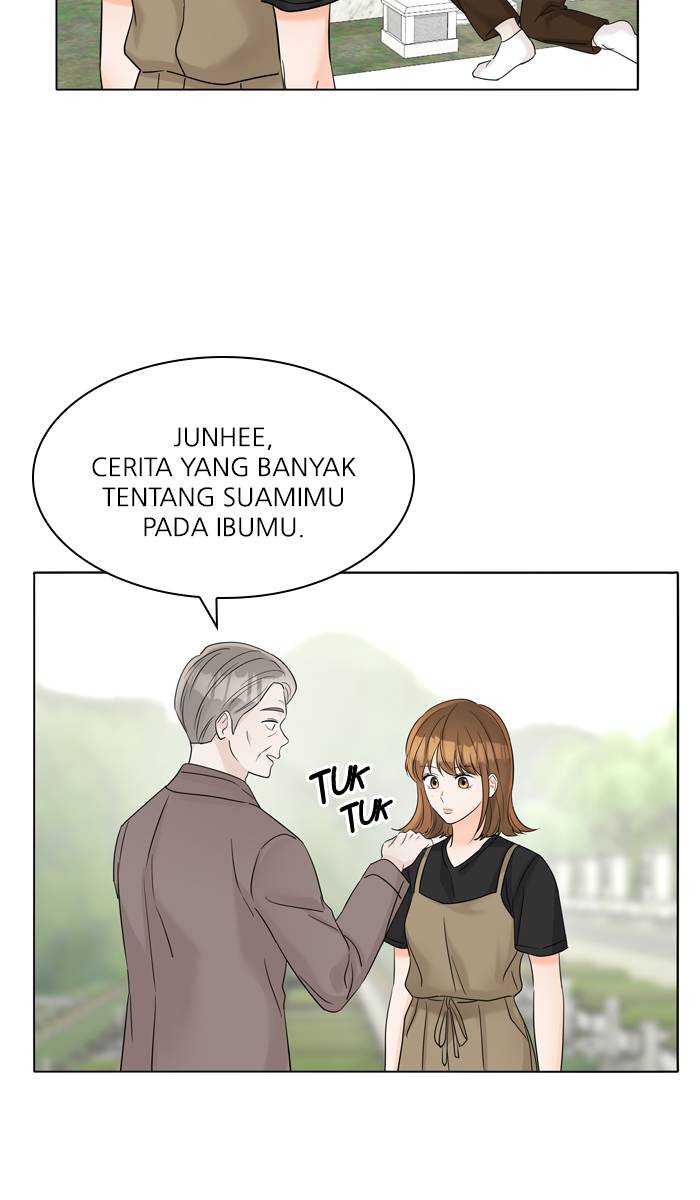 JUNHEE,
CERITA YANG BANYAK
TENTANG SUAMIMU
PADA IBUMU.
TUK
TUK